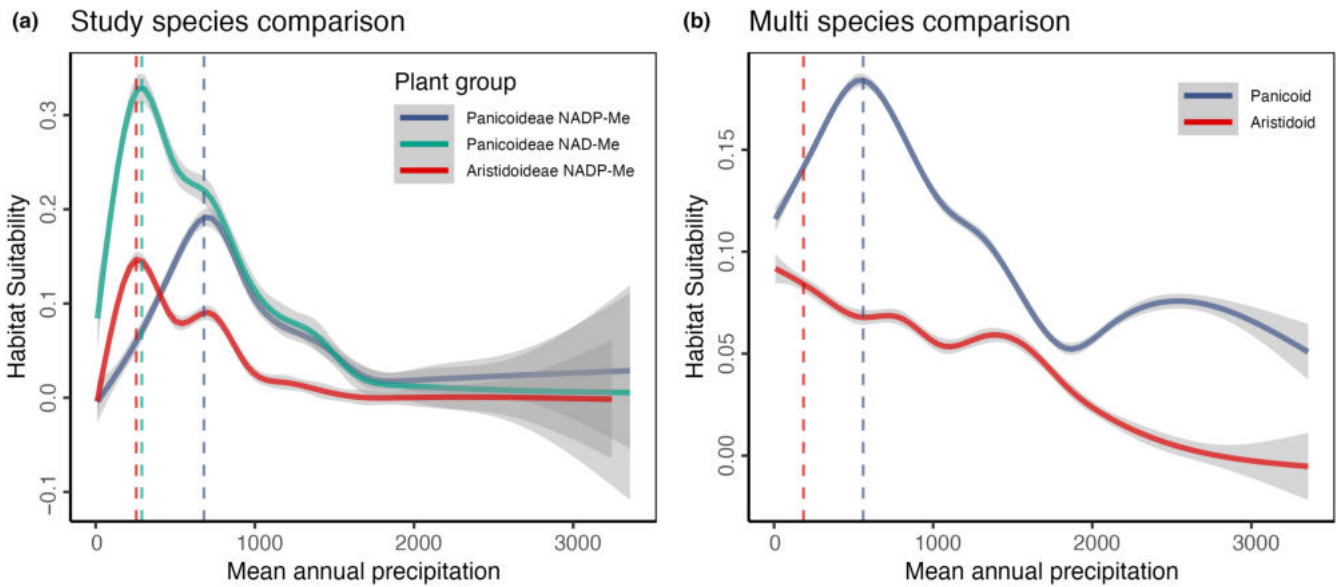 (a) Study species comparison
Habitat Suitability
0.3
0.2
0.1
0.0
−0.1
Plant group
Panicoideae NADP-Me
Panicoideae NAD-Me
Aristidoideae NADP-Me
0 1000 2000 3000
Mean annual precipitation
(b) Multi species comparison
Habitat Suitability
0.15
0.10
0.05
0.00
Panicoid
Aristidoid
0 1000 2000 3000
Mean annual precipitation